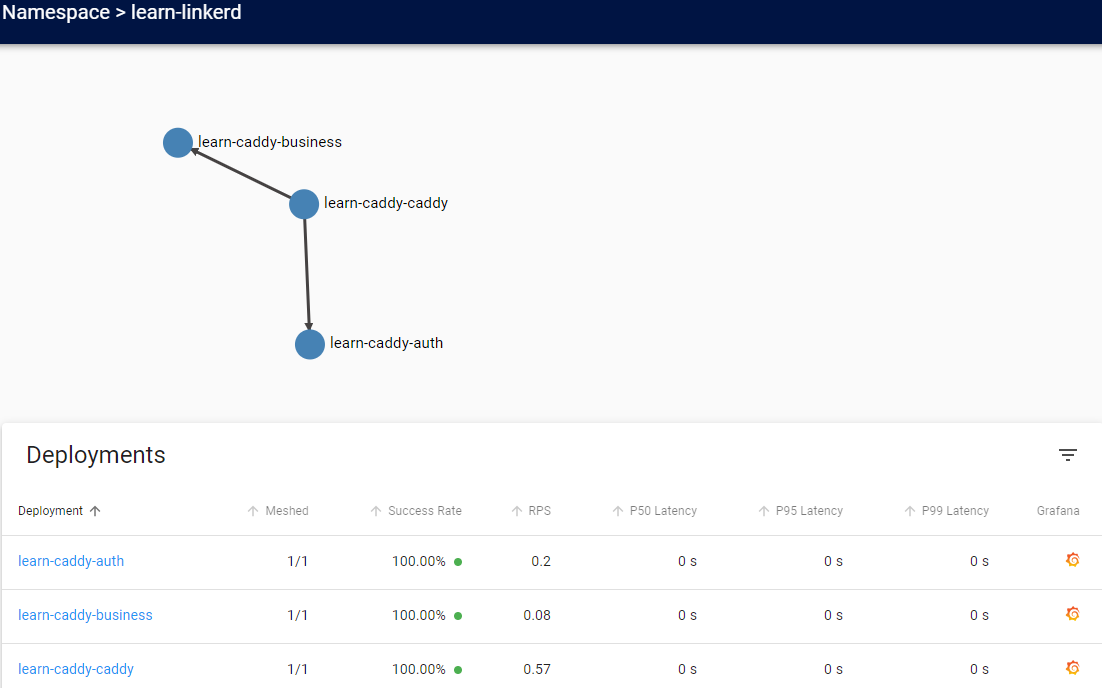 Namespace > learn-linkerd
learn-caddy-business
learn-caddy-caddy
learn-caddy-auth
Deployments
Deployment Meshed Success Rate RPS P50 Latency P95 Latency P99 Latency Grafana
learn-caddy-auth 1/1 100.00% 0.2 0 s 0 s 0 s
learn-caddy-business 1/1 100.00% 0.08 0 s 0 s 0 s
learn-caddy-caddy 1/1 100.00% 0.57 0 s 0 s 0 s